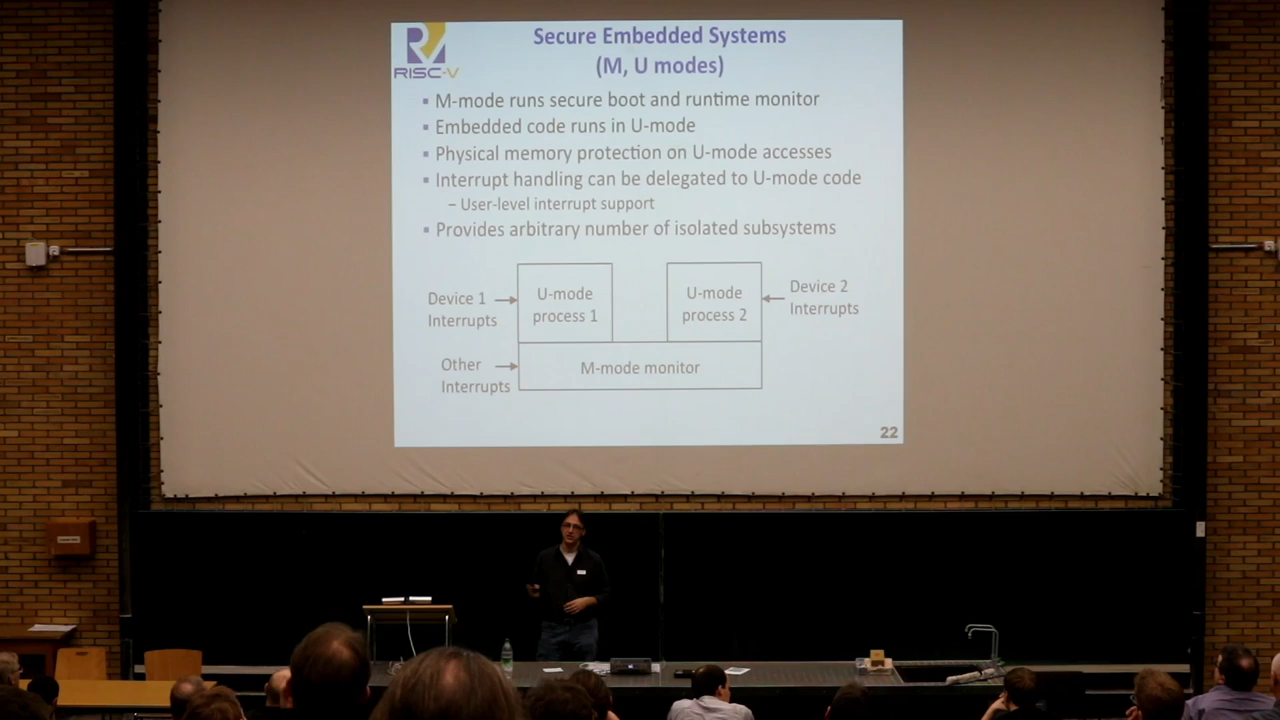 RISC-V
Secure Embedded Systems
(M, U modes)
▪ M-mode runs secure boot and runtime monitor
▪ Embedded code runs in U-mode
▪ Physical memory protection on U-mode accesses
▪ Interrupt handling can be delegated to U-mode code
– User-level interrupt support
▪ Provides arbitrary number of isolated subsystems
Device 1
Interrupts
U-mode
process 1
U-mode
process 2
Device 2
Interrupts
Other
Interrupts
M-mode monitor
22